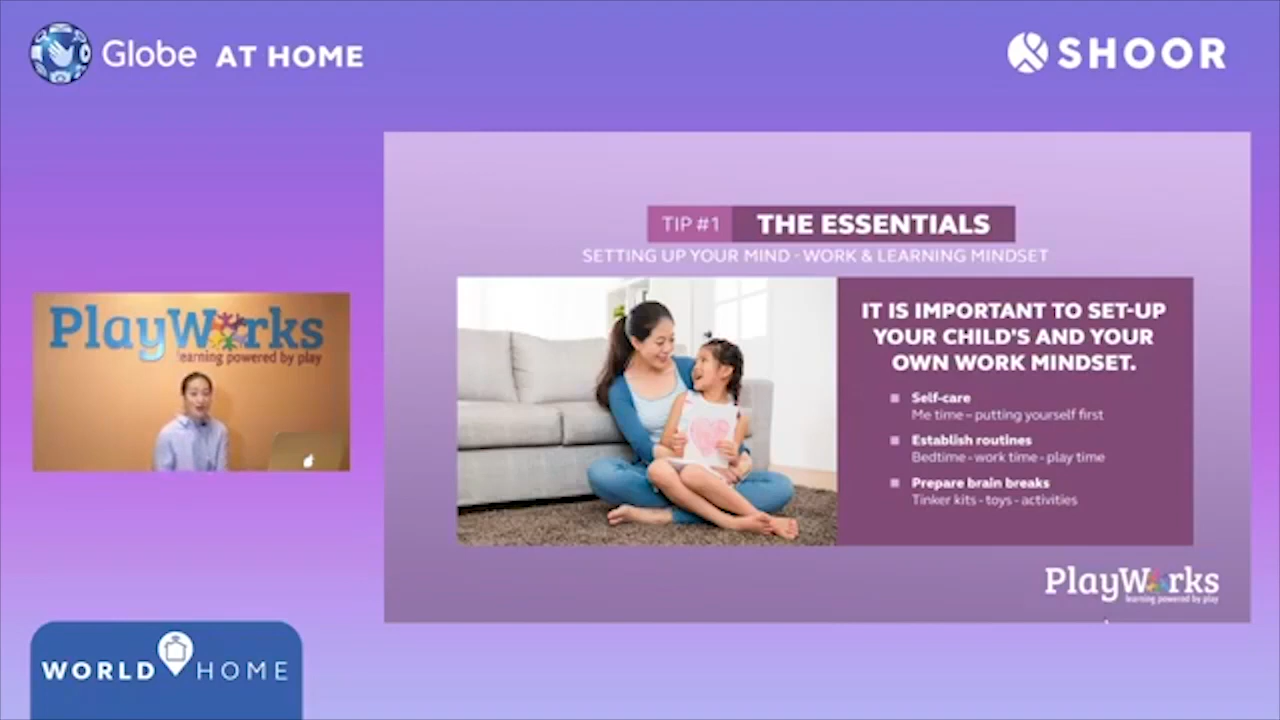 Globe AT HOME
SHOOR
TIP #1 THE ESSENTIALS
SETTING UP YOUR MIND - WORK & LEARNING MINDSET
IT IS IMPORTANT TO SET-UP
YOUR CHILD'S AND YOUR
OWN WORK MINDSET.
Self-care
Me time – putting yourself first
Establish routines
Bedtime - work time - play time
Prepare brain breaks
Tinker kits - toys - activities
PlayWorks
learning powered by play
PlayWorks
learning powered by play
WORLD HOME